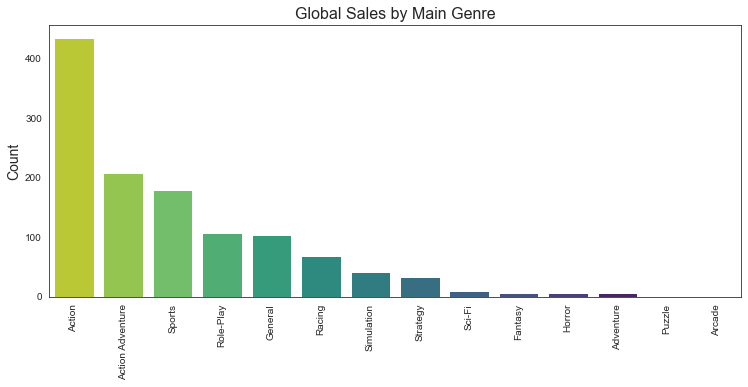 Global Sales by Main Genre
Count
400
300
200
100
0
Action
Action Adventure
Sports
Role-Play
General
Racing
Simulation
Strategy
Sci-Fi
Fantasy
Horror
Adventure
Puzzle
Arcade